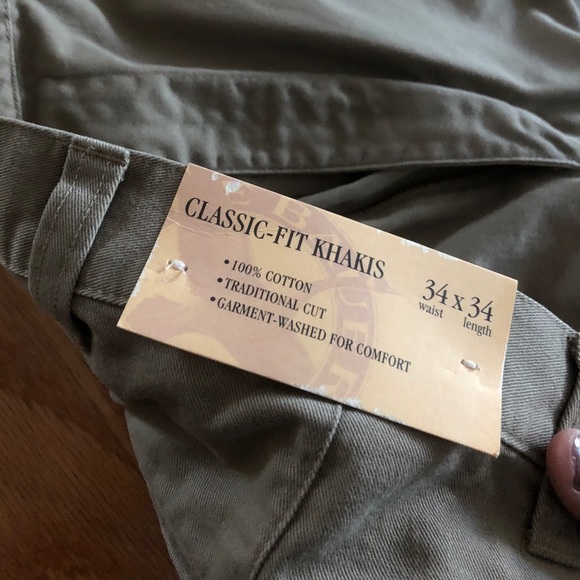 CLASSIC-FIT KHAKIS
•100% COTTON
•TRADITIONAL CUT
•GARMENT-WASHED FOR COMFORT
34 x 34
waist length